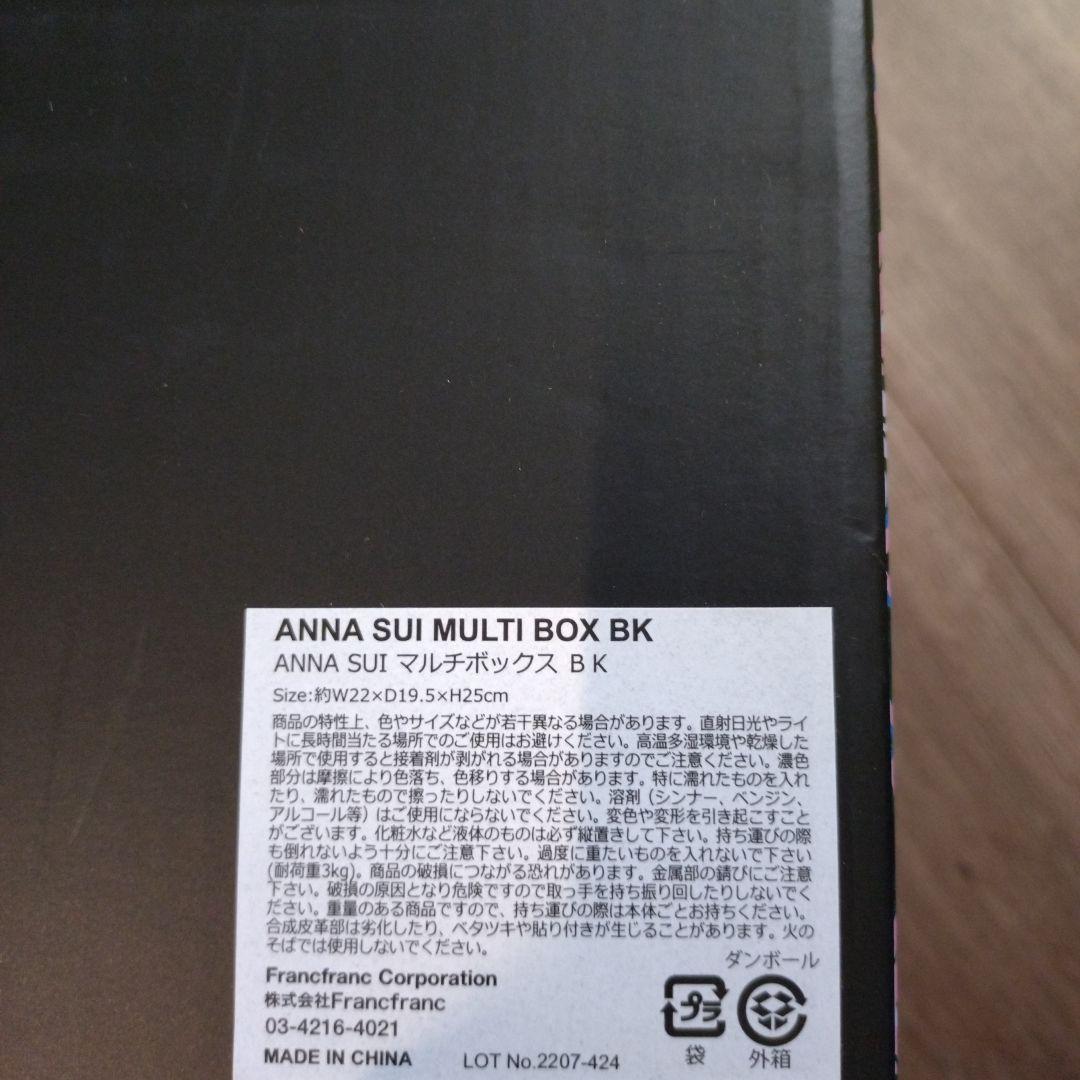 ANNA SUI MULTI BOX BK
ANNA SUI マルチボックス B K
Size:約W22×D19.5×H25cm
商品の特性上、色やサイズなどが若干異なる場合があります。直射日光やライ
トに長時間当たる場所でのご使用はお避けください。高温多湿環境や乾燥した
場所で使用すると接着剤が剥がれる場合がありますのでご注意ください。濃色
部分は摩擦により色落ち、色移りする場合があります。特に濡れたものを入れ
たり、濡れたもので擦ったりしないでください。溶剤（シンナー、ベンジン、
アルコール等）はご使用にならないでください。変色や変形を引き起こすこと
がございます。化粧水など液体のものは必ず縦置きして下さい。持ち運びの際
も倒れないよう十分にご注意下さい。過度に重たいものを入れないで下さい
(耐荷重3kg)。商品の破損につながる恐れがあります。金属部の錆びにご注意
下さい。破損の原因となり危険ですので取っ手を持ち振り回したりしないでく
ださい。重量のある商品ですので、持ち運びの際は本体ごとお持ちください。
合成皮革部は劣化したり、ベタツキや貼り付きが生じることがあります。火の
そばでは使用しないでください。
ダンボール
Francfranc Corporation
株式会社Francfranc
03-4216-4021
プラ
袋
外箱
MADE IN CHINA LOT No.2207-424